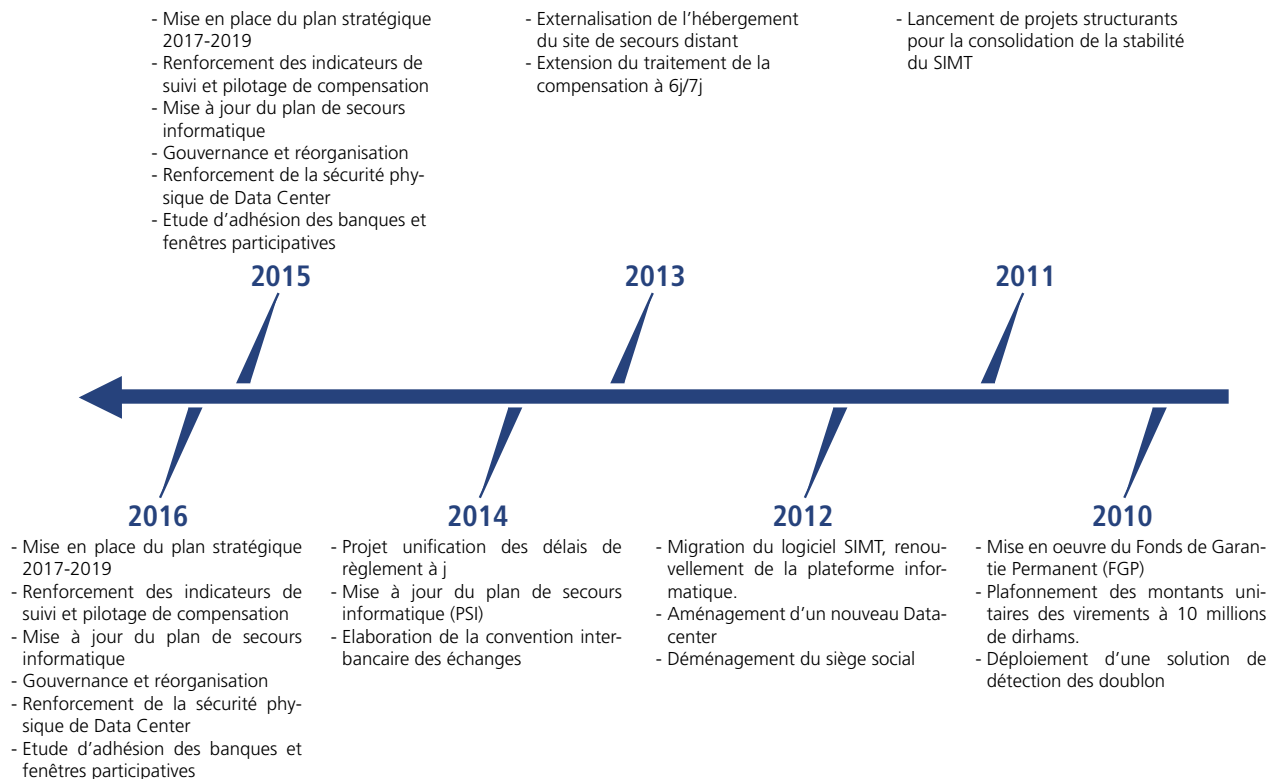 - Mise en place du plan stratégique
2017-2019
- Renforcement des indicateurs de
suivi et pilotage de compensation
- Mise à jour du plan de secours
informatique
- Gouvernance et réorganisation
- Renforcement de la sécurité phy-
sique de Data Center
- Etude d’adhésion des banques et
fenêtres participatives
2015
- Externalisation de l’hébergement
du site de secours distant
- Extension du traitement de la
compensation à 6j/7j
2013
- Lancement de projets structurants
pour la consolidation de la stabilité
du SIMT
2011
2016
- Mise en place du plan stratégique
2017-2019
- Renforcement des indicateurs de
suivi et pilotage de compensation
- Mise à jour du plan de secours
informatique
- Gouvernance et réorganisation
- Renforcement de la sécurité phy-
sique de Data Center
- Etude d’adhésion des banques et
fenêtres participatives
2014
- Projet unification des délais de
règlement à j
- Mise à jour du plan de secours
informatique (PSI)
- Elaboration de la convention inter-
bancaire des échanges
2012
- Migration du logiciel SIMT, renou-
vellement de la plateforme infor-
matique.
- Aménagement d’un nouveau Data-
center
- Déménagement du siège social
2010
- Mise en oeuvre du Fonds de Garan-
tie Permanent (FGP)
- Plafonnement des montants uni-
taires des virements à 10 millions
de dirhams.
- Déploiement d’une solution de
détection des doublon